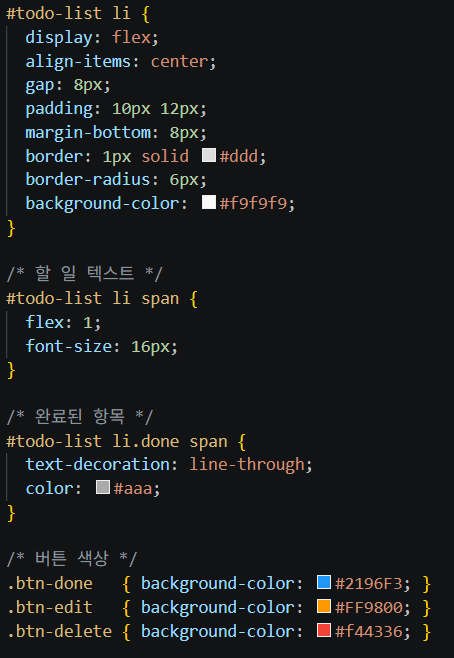 #todo-list li {
  display: flex;
  align-items: center;
  gap: 8px;
  padding: 10px 12px;
  margin-bottom: 8px;
  border: 1px solid #ddd;
  border-radius: 6px;
  background-color: #f9f9f9;
}

/* 할 일 텍스트 */
#todo-list li span {
  flex: 1;
  font-size: 16px;
}

/* 완료된 항목 */
#todo-list li.done span {
  text-decoration: line-through;
  color: #aaa;
}

/* 버튼 색상 */
.btn-done   { background-color: #2196F3; }
.btn-edit   { background-color: #FF9800; }
.btn-delete { background-color: #f44336; }